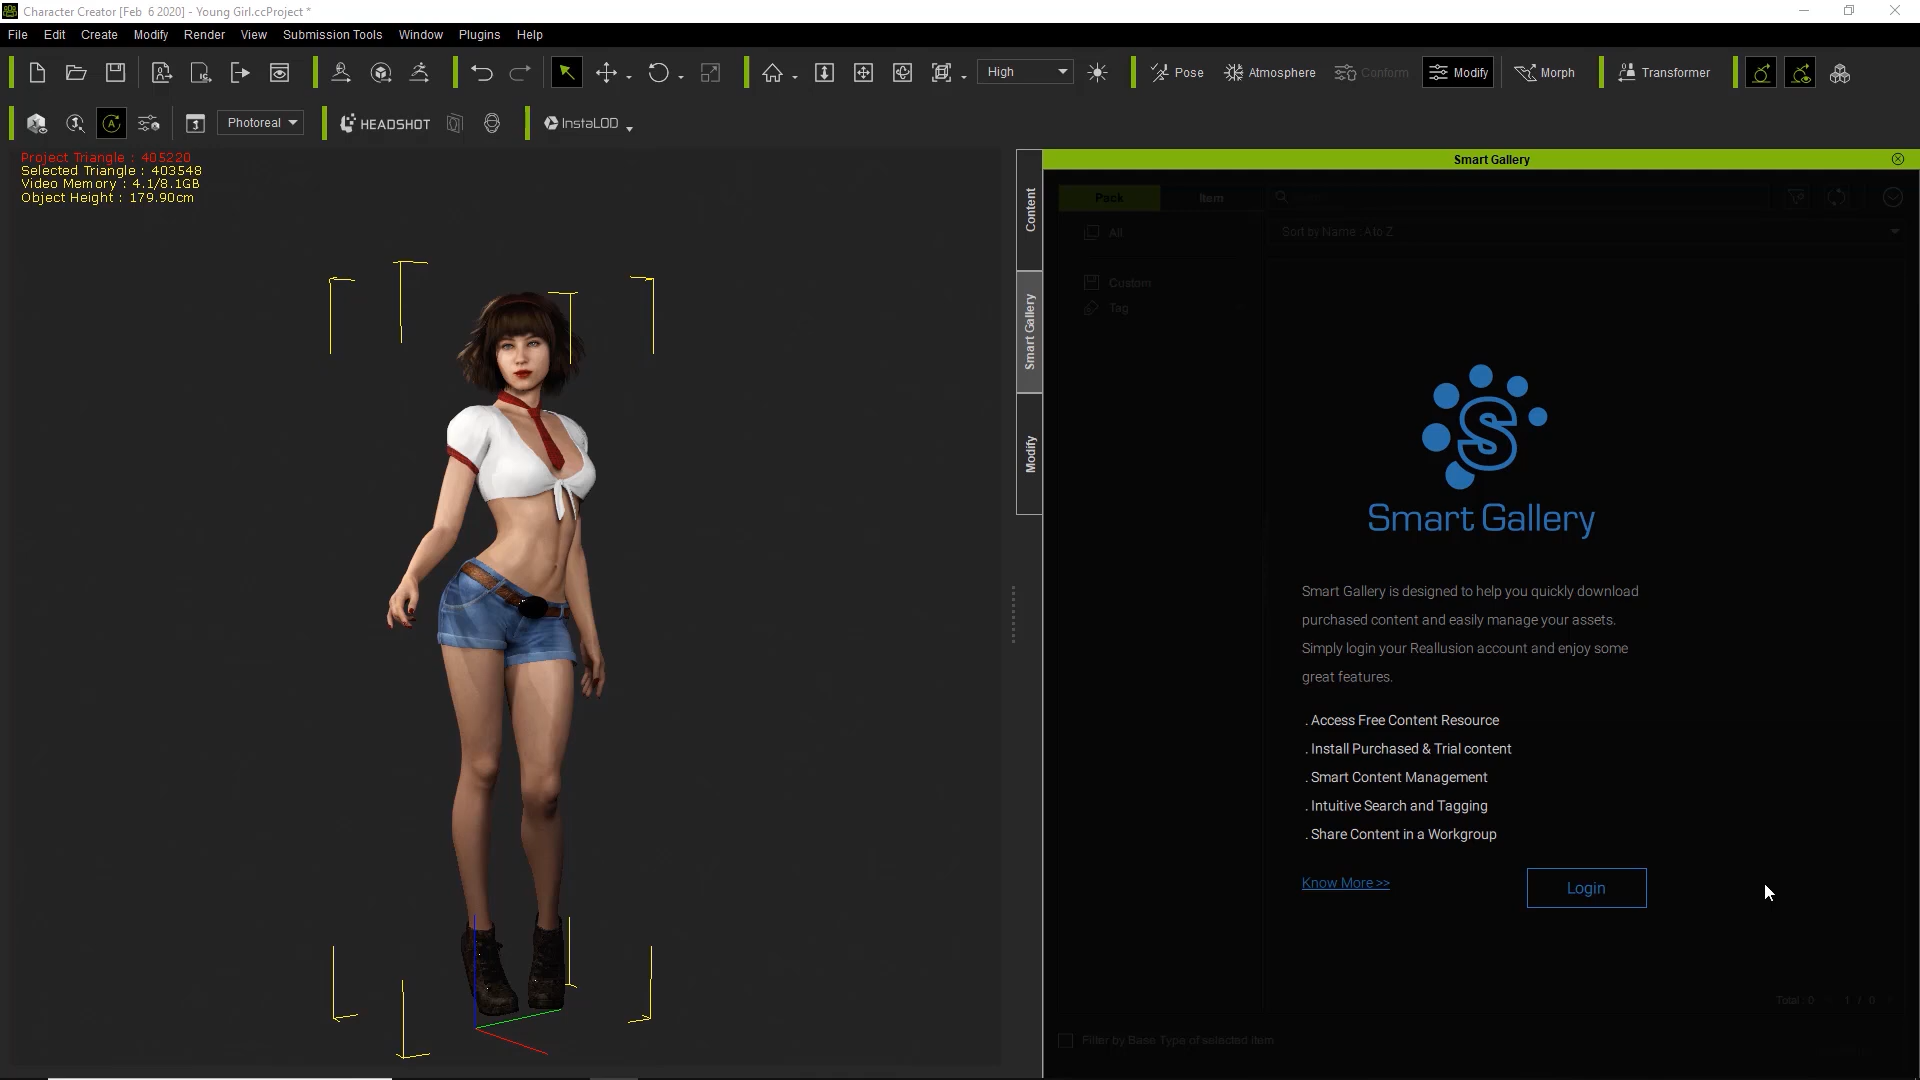 Character Creator [Feb  6 2020] - Young Girl.ccProject *
File Edit Create Modify Render View Submission Tools Window Plugins Help
High Pose Atmosphere Conform Modify Morph Transformer
Photoreal HEADSHOT InstaLOD
Project Triangle : 405220
Selected Triangle : 403548
Video Memory : 4.1/8.1GB
Object Height : 179.90cm
Content
Smart Gallery
Modify
Smart Gallery
Pack Item
All
Sort by Name : A to Z
Custom
Tag
S
Smart Gallery
Smart Gallery is designed to help you quickly download
purchased content and easily manage your assets.
Simply login your Reallusion account and enjoy some
great features.
. Access Free Content Resource
. Install Purchased & Trial content
. Smart Content Management
. Intuitive Search and Tagging
. Share Content in a Workgroup
Know More >>
Login
Total : 0 1 / 0
Filter by Base Type of selected item